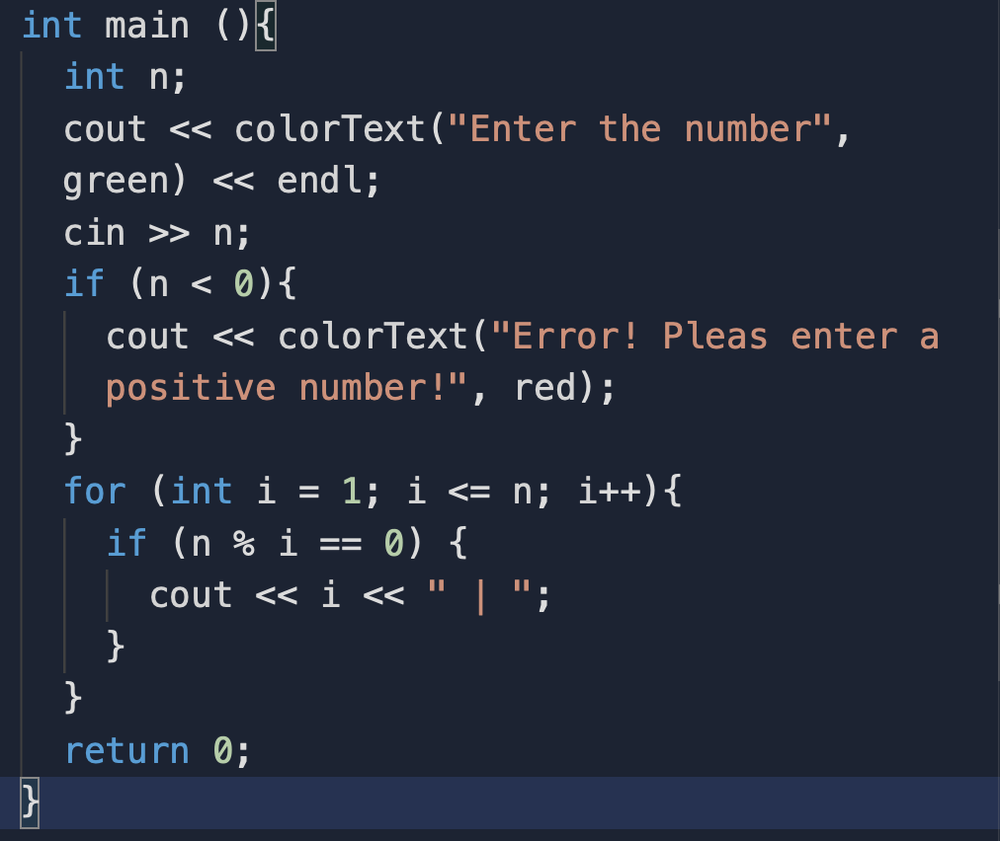 int main (){
int n;
cout << colorText("Enter the number",
green) << endl;
cin >> n;
if (n < 0){
cout << colorText("Error! Pleas enter a
positive number!", red);
}
for (int i = 1; i <= n; i++){
if (n % i == 0) {
cout << i << " | ";
}
}
return 0;
}